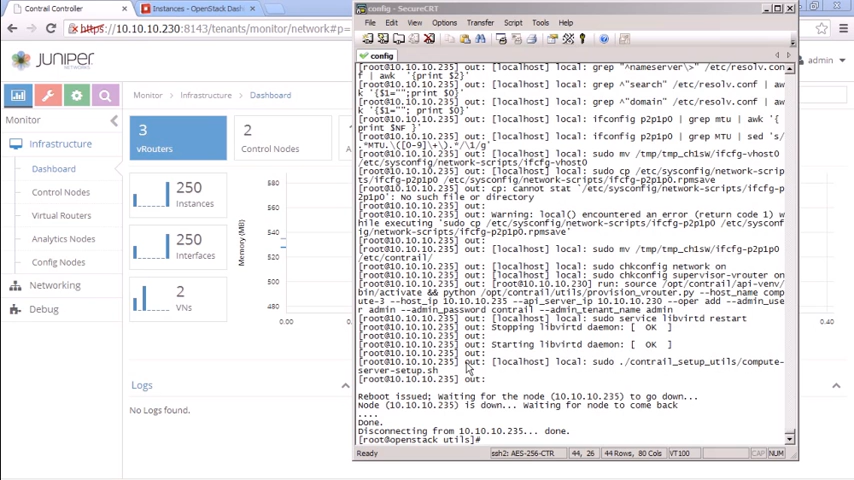 Contrail Controller
Instances - OpenStack Dash
https://10.10.10.230:8143/tenants/monitor/network#p=
JUNIPER
NETWORKS
admin
Monitor
Monitor
Infrastructure
Dashboard
Infrastructure
Dashboard
Control Nodes
Virtual Routers
Analytics Nodes
Config Nodes
Networking
Debug
3
vRouters
2
Control Nodes
250
Instances
250
Interfaces
2
VNs
Memory (MB)
580
560
540
520
500
0.00
0.40
Logs
No Logs found.
config - SecureCRT
File Edit View Options Transfer Script Tools Help
config
[root@10.10.10.235] out: [localhost] local: grep "^nameserver\>" /etc/resolv.con
f | awk '{print $2}'
[root@10.10.10.235] out: [localhost] local: grep ^"search" /etc/resolv.conf | aw
k '{$1="";print $0}'
[root@10.10.10.235] out: [localhost] local: grep ^"domain" /etc/resolv.conf | aw
k '{$1="";print $0}'
[root@10.10.10.235] out: [localhost] local: ifconfig p2p1p0 | grep mtu | awk '{
print $NF }'
[root@10.10.10.235] out: [localhost] local: ifconfig p2p1p0 | grep MTU | sed 's/
.*MTU.\([0-9]\+\).*/\1/g'
[root@10.10.10.235] out: [localhost] local: sudo mv /tmp/tmp_ch1sw/ifcfg-vhost0
/etc/sysconfig/network-scripts/ifcfg-vhost0
[root@10.10.10.235] out: [localhost] local: sudo cp /etc/sysconfig/network-scrip
ts/ifcfg-p2p1p0 /etc/sysconfig/network-scripts/ifcfg-p2p1p0.rpmsave
[root@10.10.10.235] out: cp: cannot stat `/etc/sysconfig/network-scripts/ifcfg-p
2p1p0': No such file or directory
[root@10.10.10.235] out:
[root@10.10.10.235] out: Warning: local() encountered an error (return code 1) w
hile executing 'sudo cp /etc/sysconfig/network-scripts/ifcfg-p2p1p0 /etc/syscon
fig/network-scripts/ifcfg-p2p1p0.rpmsave'
[root@10.10.10.235] out:
[root@10.10.10.235] out: [localhost] local: sudo mv /tmp/tmp_ch1sw/ifcfg-p2p1p0
/etc/contrail/
[root@10.10.10.235] out: [localhost] local: sudo chkconfig network on
[root@10.10.10.235] out: [localhost] local: sudo chkconfig supervisor-vrouter on
[root@10.10.10.235] out: [root@10.10.10.230] run: source /opt/contrail/api-venv/
bin/activate && python /opt/contrail/utils/provision_vrouter.py --host_name comp
ute-3 --host_ip 10.10.10.235 --api_server_ip 10.10.10.230 --oper add --admin_use
r admin --admin_password contrail --admin_tenant_name admin
[root@10.10.10.235] out: [localhost] local: sudo service libvirtd restart
[root@10.10.10.235] out: Stopping libvirtd daemon: [ OK ]
[root@10.10.10.235] out:
[root@10.10.10.235] out: Starting libvirtd daemon: [ OK ]
[root@10.10.10.235] out:
[root@10.10.10.235] out: [localhost] local: sudo ./contrail_setup_utils/compute-
server-setup.sh
[root@10.10.10.235] out:
Reboot issued; Waiting for the node (10.10.10.235) to go down...
Node (10.10.10.235) is down... Waiting for node to come back
....
Done.
Disconnecting from 10.10.10.235... done.
[root@openstack utils]#
Ready
ssh2: AES-256-CTR
44, 26
44 Rows, 80 Cols
VT100
CAP
NUM